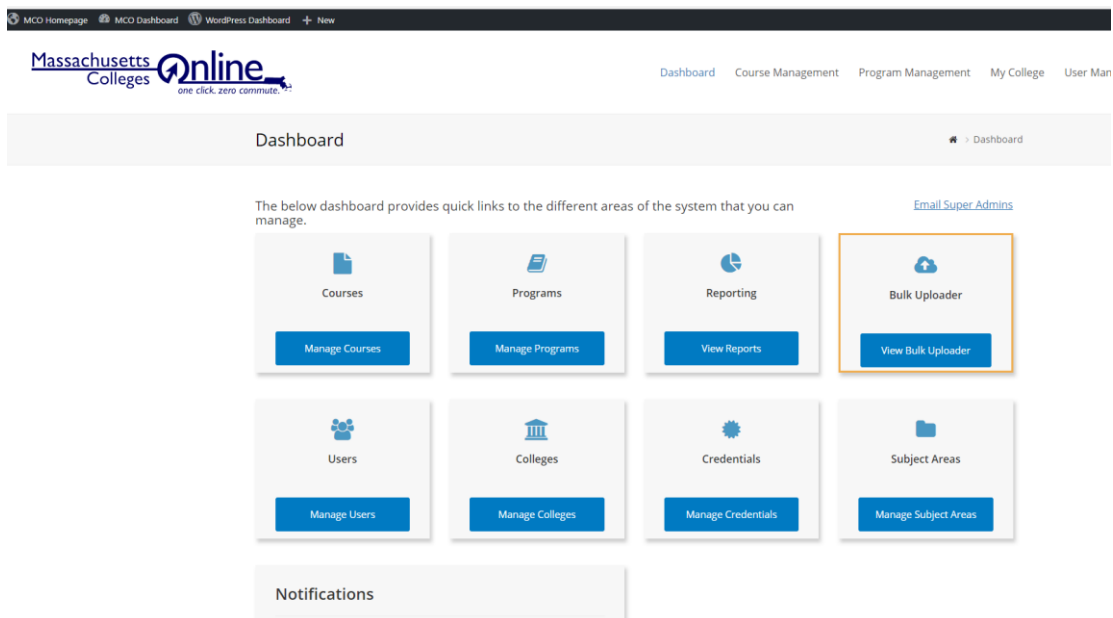 MCO Homepage MCO Dashboard WordPress Dashboard + New
Massachusetts
Colleges
Online
one click. zero commute.
Dashboard Course Management Program Management My College User Man
Dashboard
> Dashboard
The below dashboard provides quick links to the different areas of the system that you can
manage.
Email Super Admins
Courses Programs Reporting Bulk Uploader
Manage Courses Manage Programs View Reports View Bulk Uploader
Users Colleges Credentials Subject Areas
Manage Users Manage Colleges Manage Credentials Manage Subject Areas
Notifications